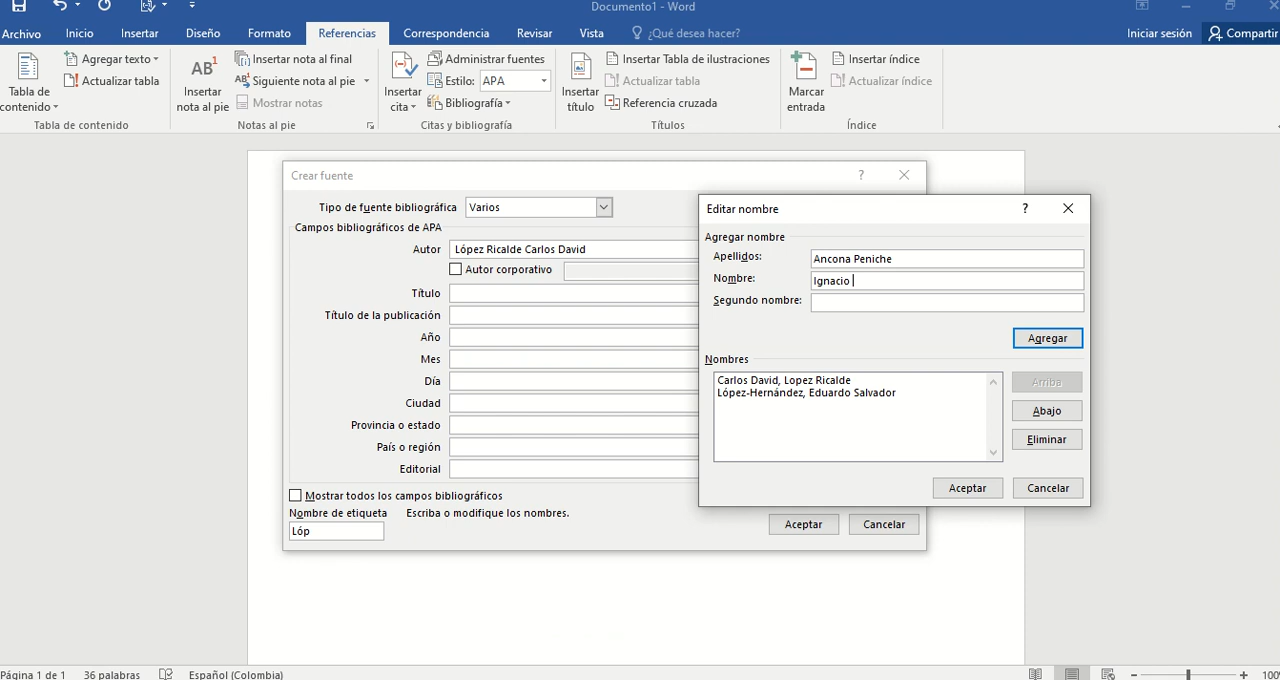 Documento1 - Word
Archivo Inicio Insertar Diseño Formato Referencias Correspondencia Revisar Vista ¿Qué desea hacer? Iniciar sesión Compartir
Tabla de contenido
Agregar texto
Actualizar tabla
Tabla de contenido
AB1
Insertar nota al pie
Insertar nota al final
Siguiente nota al pie
Mostrar notas
Notas al pie
Insertar cita
Administrar fuentes
Estilo: APA
Bibliografía
Citas y bibliografía
Insertar título
Insertar Tabla de ilustraciones
Actualizar tabla
Referencia cruzada
Títulos
Marcar entrada
Insertar índice
Actualizar índice
Índice
Crear fuente ?
Tipo de fuente bibliográfica Varios
Campos bibliográficos de APA
Autor López Ricalde Carlos David
Autor corporativo
Título
Título de la publicación
Año
Mes
Día
Ciudad
Provincia o estado
País o región
Editorial
Mostrar todos los campos bibliográficos
Nombre de etiqueta Escriba o modifique los nombres.
Lóp
Aceptar Cancelar
Editar nombre ?
Agregar nombre
Apellidos: Ancona Peniche
Nombre: Ignacio
Segundo nombre:
Agregar
Nombres
Carlos David, Lopez Ricalde
López-Hernández, Eduardo Salvador
Arriba
Abajo
Eliminar
Aceptar Cancelar
Página 1 de 1 36 palabras Español (Colombia) 100